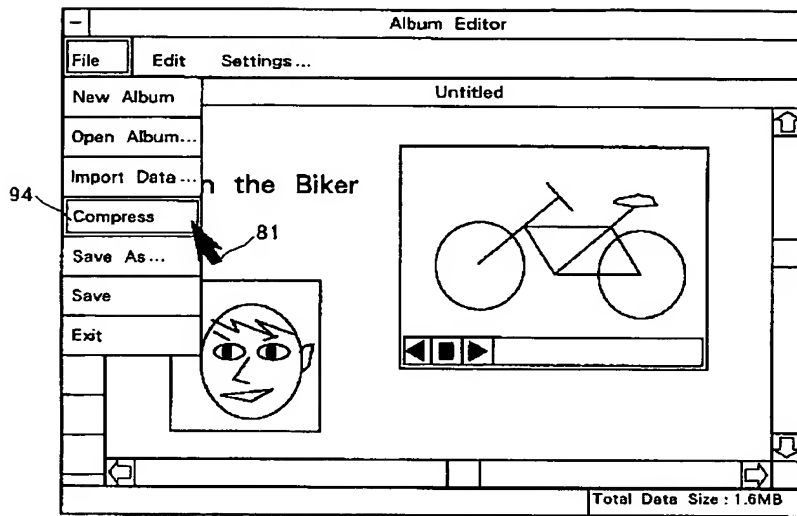 Album Editor
File Edit Settings...
New Album
Untitled
Open Album...
Import Data...
n the Biker
94
Compress
81
Save As...
Save
Exit
Total Data Size : 1.6MB